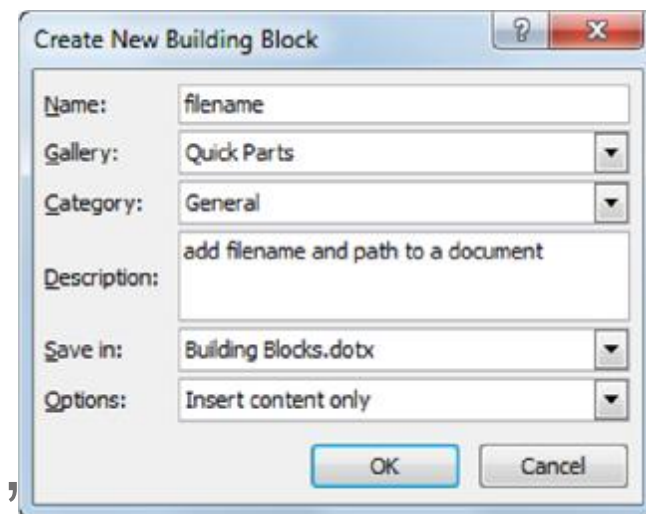 Create New Building Block
Name: filename
Gallery: Quick Parts
Category: General
Description: add filename and path to a document
Save in: Building Blocks.dotx
Options: Insert content only
OK Cancel
,